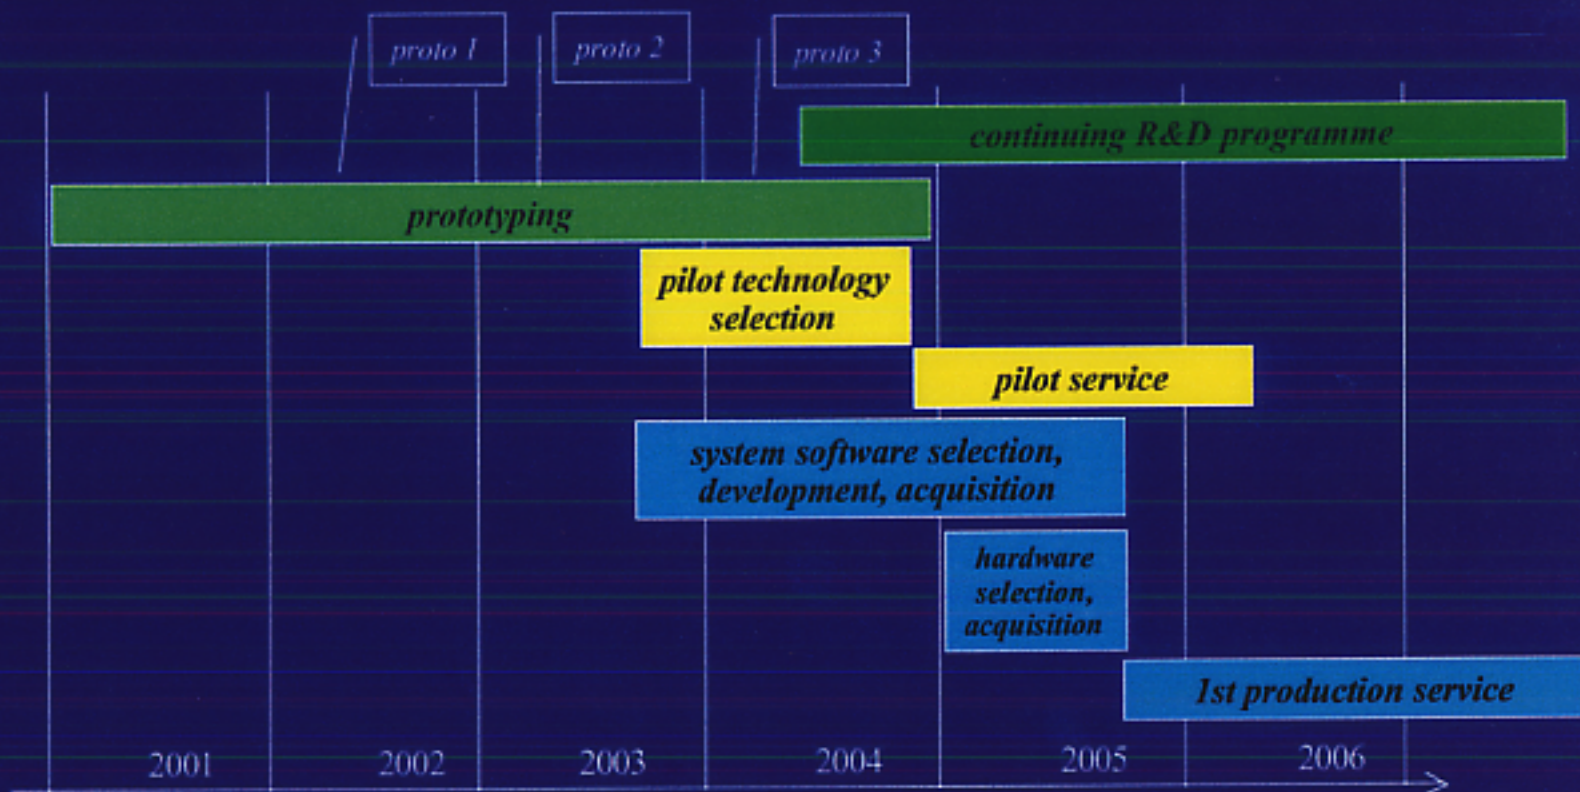 proto 1
proto 2
proto 3
continuing R&D programme
prototyping
pilot technology
selection
pilot service
system software selection,
development, acquisition
hardware
selection,
acquisition
1st production service
2001
2002
2003
2004
2005
2006